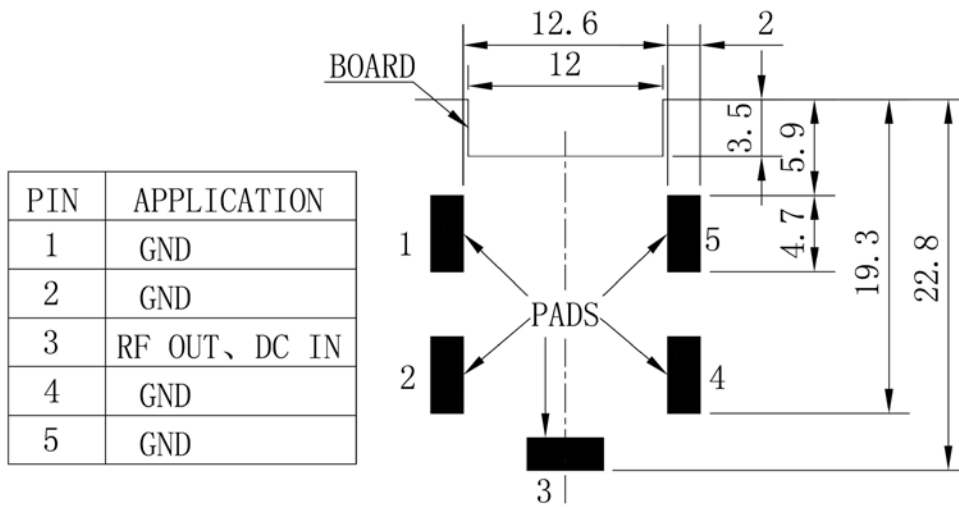 12.6
2
12
BOARD
3.5
5.9
4.7
19.3
22.8
PIN APPLICATION
1 GND
2 GND
3 RF OUT、DC IN
4 GND
5 GND
1
5
PADS
2
4
3